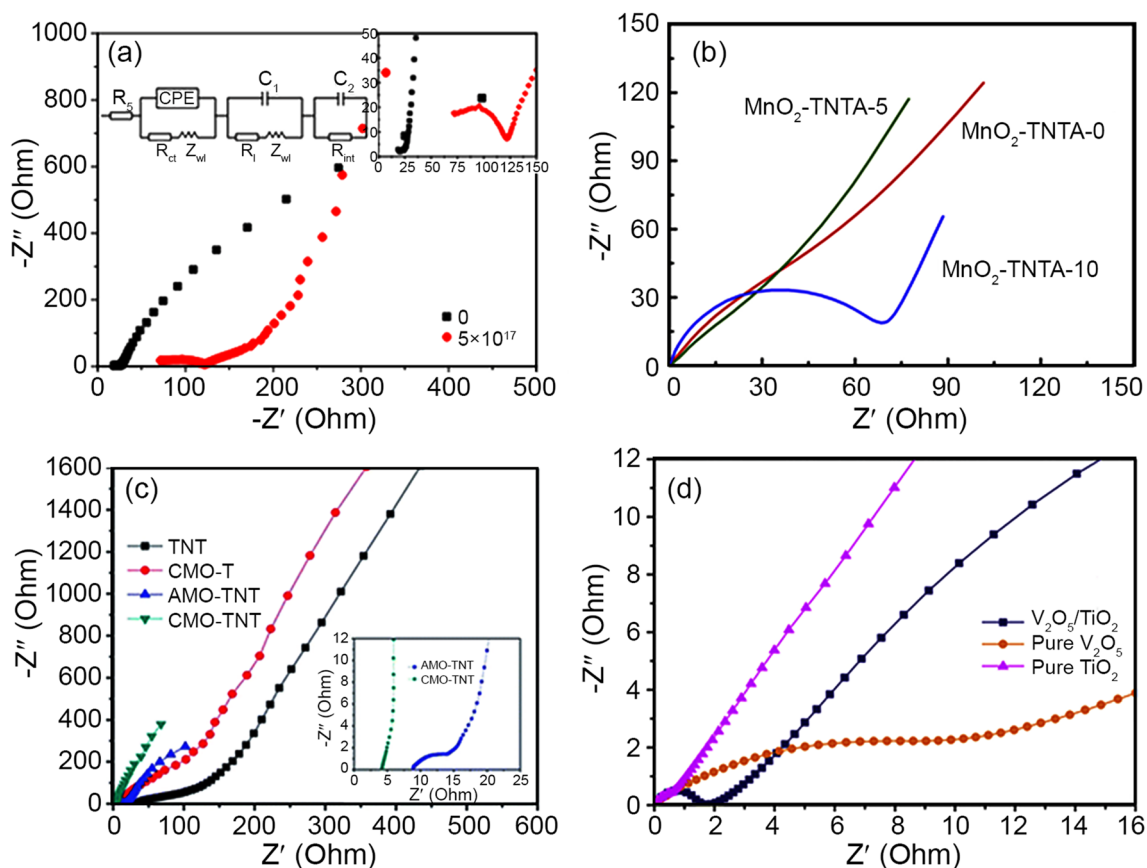 (a)
1000
800
600
400
200
0
-Z″ (Ohm)
0 100 200 300 400 500
-Z′ (Ohm)
R5
CPE
Rct Zwl
C1
Rl Zwl
C2
Rint
50
40
30
20
10
0
0 25 50 75 100 125 150
0
5×10¹⁷
(b)
120
90
60
30
0
-Z″ (Ohm)
0 30 60 90 120 150
Z′ (Ohm)
MnO₂-TNTA-5
MnO₂-TNTA-0
MnO₂-TNTA-10
(c)
1600
1400
1200
1000
800
600
400
200
0
-Z″ (Ohm)
0 100 200 300 400 500 600
Z′ (Ohm)
TNT
CMO-T
AMO-TNT
CMO-TNT
12
10
8
6
4
2
0
-Z″ (Ohm)
0 5 10 15 20 25
Z′ (Ohm)
AMO-TNT
CMO-TNT
(d)
12
10
8
6
4
2
0
-Z″ (Ohm)
0 2 4 6 8 10 12 14 16
Z′ (Ohm)
V₂O₅/TiO₂
Pure V₂O₅
Pure TiO₂